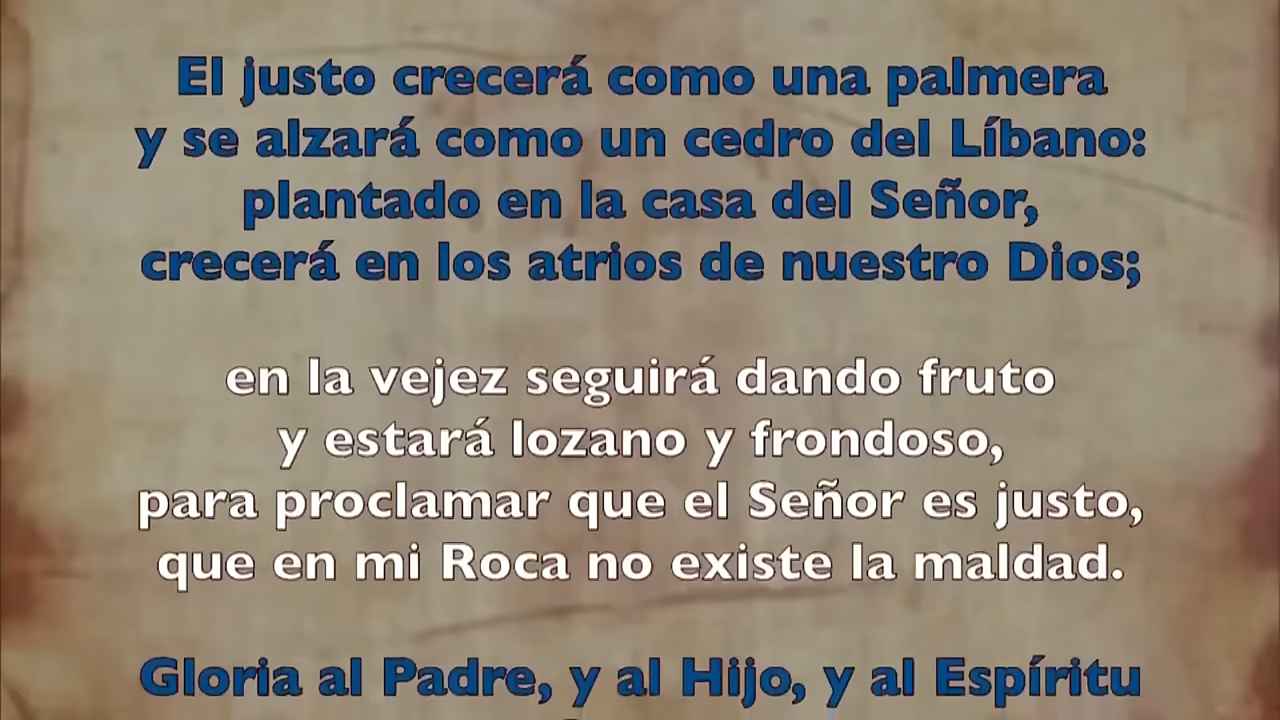 El justo crecerá como una palmera
y se alzará como un cedro del Líbano:
plantado en la casa del Señor,
crecerá en los atrios de nuestro Dios;
en la vejez seguirá dando fruto
y estará lozano y frondoso,
para proclamar que el Señor es justo,
que en mi Roca no existe la maldad.
Gloria al Padre, y al Hijo, y al Espíritu